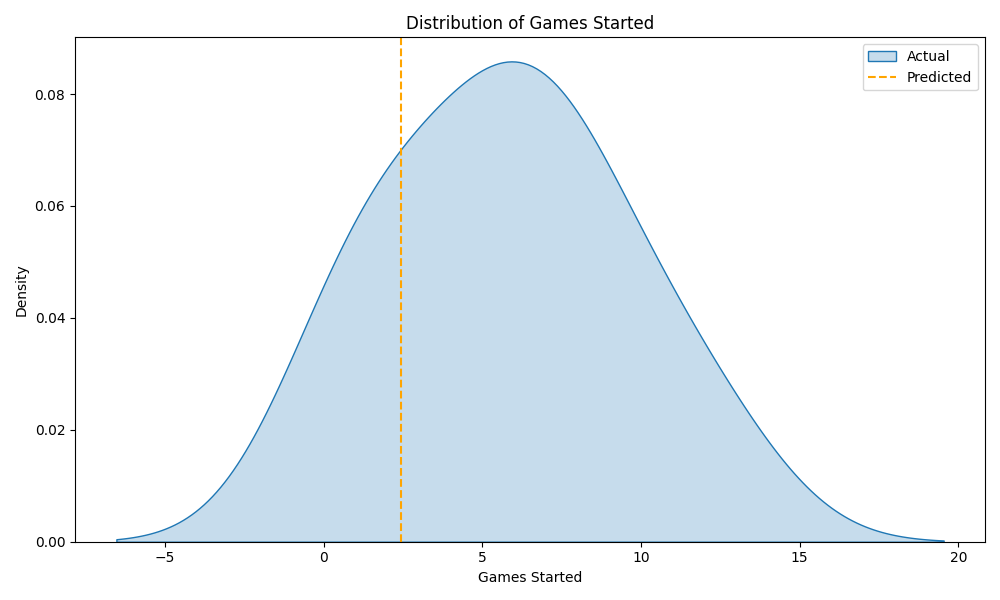 Distribution of Games Started
Actual
Predicted
0.08
0.06
0.04
0.02
0.00
Density
−5
0
5
10
15
20
Games Started